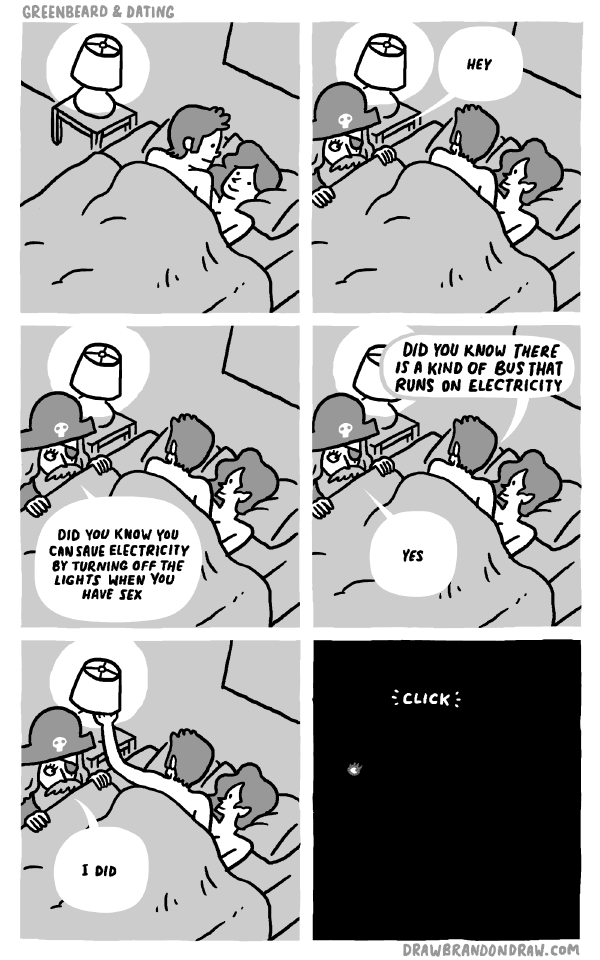 GREENBEARD & DATING
HEY
DID YOU KNOW YOU
CAN SAVE ELECTRICITY
BY TURNING OFF THE
LIGHTS WHEN YOU
HAVE SEX
DID YOU KNOW THERE
IS A KIND OF BUS THAT
RUNS ON ELECTRICITY
YES
I DID
CLICK
DRAWBRANDONDRAW.COM